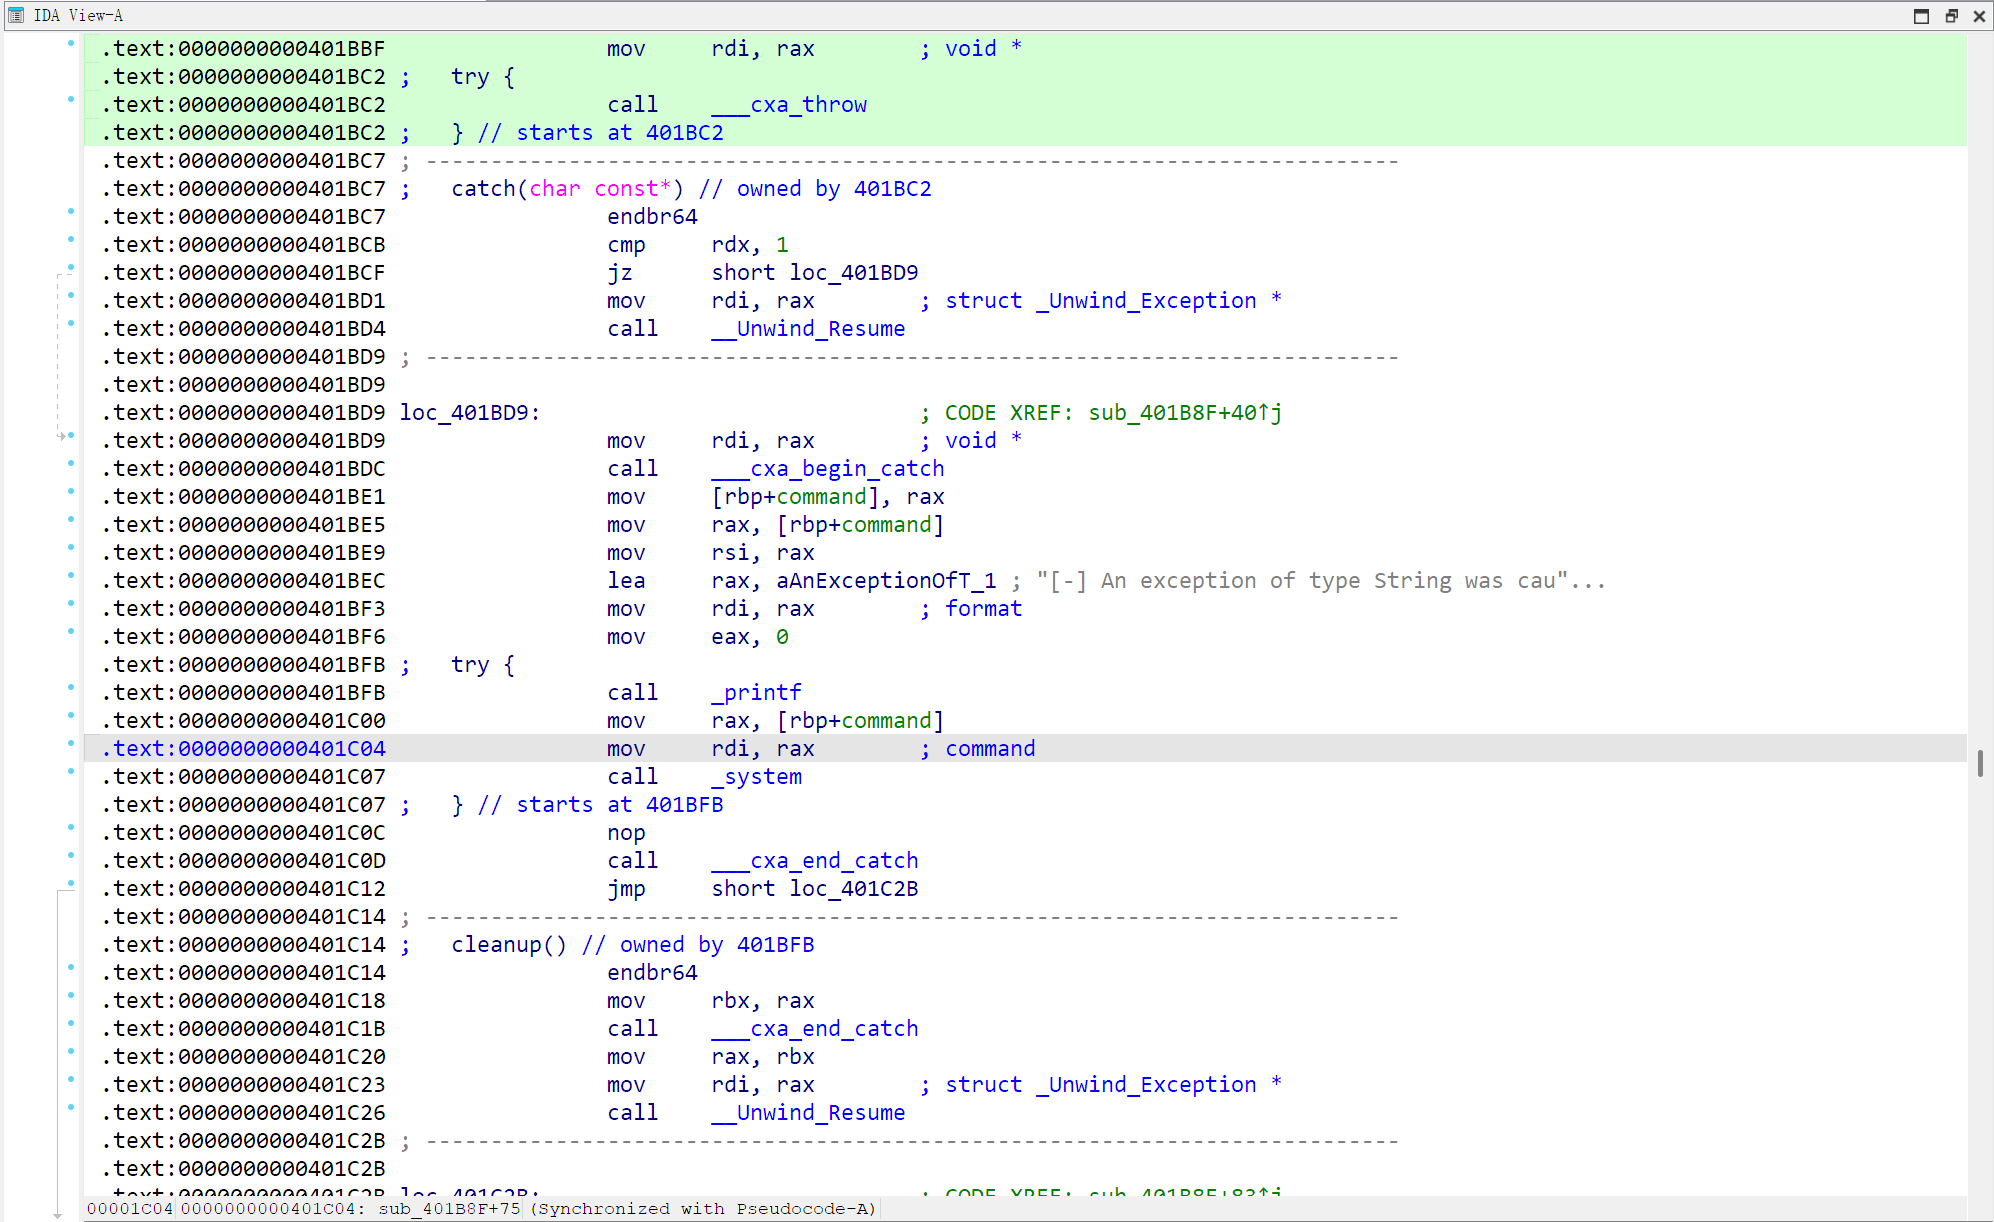 IDA View-A
.text:0000000000401BBF mov rdi, rax ; void *
.text:0000000000401BC2 ; try {
.text:0000000000401BC2 call ___cxa_throw
.text:0000000000401BC2 ; } // starts at 401BC2
.text:0000000000401BC7 ; ---------------------------------------------------------------------------
.text:0000000000401BC7 ; catch(char const*) // owned by 401BC2
.text:0000000000401BC7 endbr64
.text:0000000000401BCB cmp rdx, 1
.text:0000000000401BCF jz short loc_401BD9
.text:0000000000401BD1 mov rdi, rax ; struct _Unwind_Exception *
.text:0000000000401BD4 call __Unwind_Resume
.text:0000000000401BD9 ; ---------------------------------------------------------------------------
.text:0000000000401BD9
.text:0000000000401BD9 loc_401BD9: ; CODE XREF: sub_401B8F+40↑j
.text:0000000000401BD9 mov rdi, rax ; void *
.text:0000000000401BDC call ___cxa_begin_catch
.text:0000000000401BE1 mov [rbp+command], rax
.text:0000000000401BE5 mov rax, [rbp+command]
.text:0000000000401BE9 mov rsi, rax
.text:0000000000401BEC lea rax, aAnExceptionOfT_1 ; "[-] An exception of type String was cau"...
.text:0000000000401BF3 mov rdi, rax ; format
.text:0000000000401BF6 mov eax, 0
.text:0000000000401BFB ; try {
.text:0000000000401BFB call _printf
.text:0000000000401C00 mov rax, [rbp+command]
.text:0000000000401C04 mov rdi, rax ; command
.text:0000000000401C07 call _system
.text:0000000000401C07 ; } // starts at 401BFB
.text:0000000000401C0C nop
.text:0000000000401C0D call ___cxa_end_catch
.text:0000000000401C12 jmp short loc_401C2B
.text:0000000000401C14 ; ---------------------------------------------------------------------------
.text:0000000000401C14 ; cleanup() // owned by 401BFB
.text:0000000000401C14 endbr64
.text:0000000000401C18 mov rbx, rax
.text:0000000000401C1B call ___cxa_end_catch
.text:0000000000401C20 mov rax, rbx
.text:0000000000401C23 mov rdi, rax ; struct _Unwind_Exception *
.text:0000000000401C26 call __Unwind_Resume
.text:0000000000401C2B ; ---------------------------------------------------------------------------
.text:0000000000401C2B
.text:0000000000401C2B loc_401C2B: ; CODE XREF: sub_401B8F+83↑j
00001C04 0000000000401C04: sub_401B8F+75 (Synchronized with Pseudocode-A)